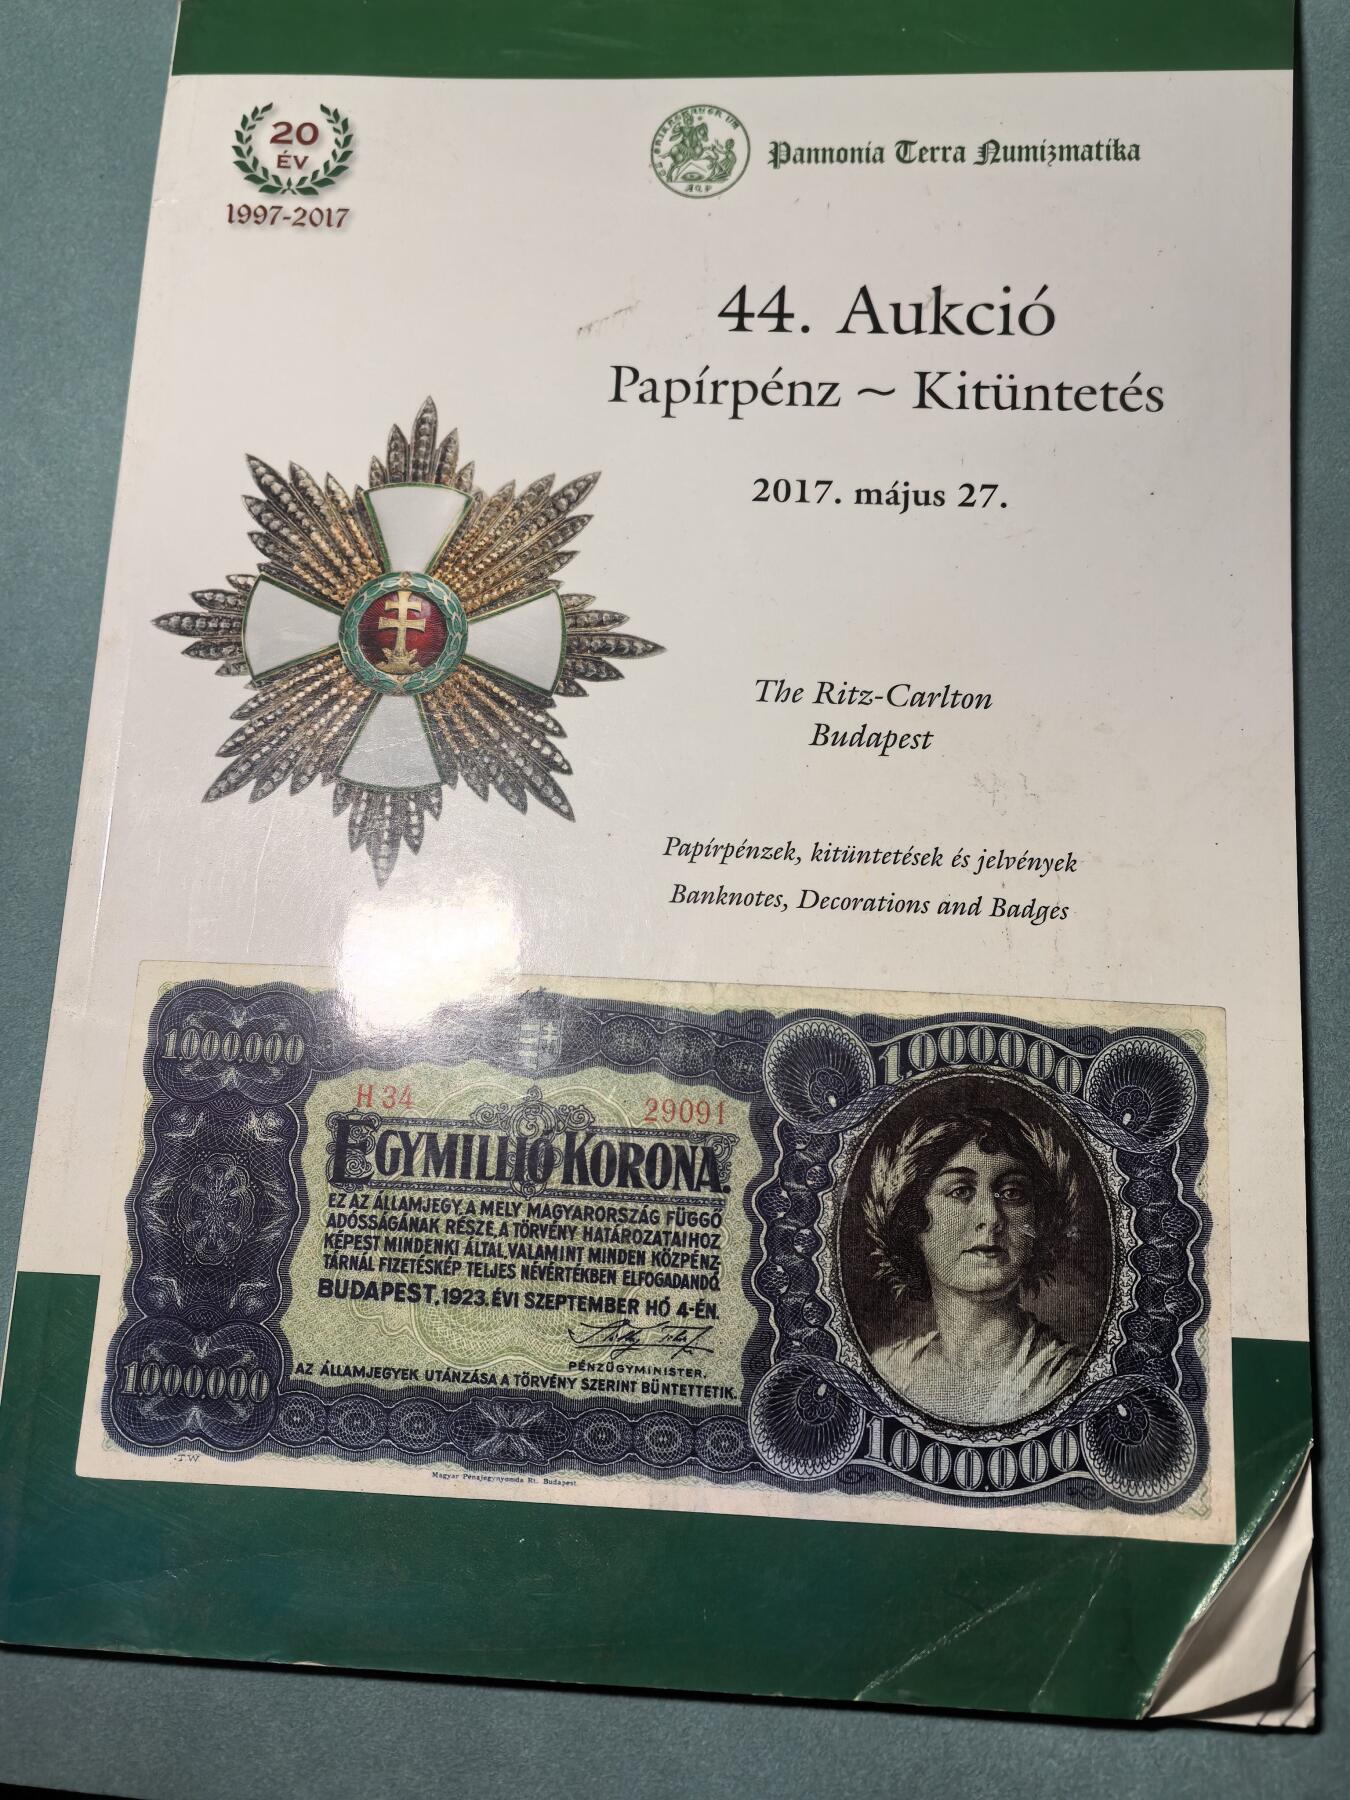 20
ÉV
1997-2017
Pannonia Terra Numizmatika
44. Aukció
Papírpénz ~ Kitüntetés
2017. május 27.
The Ritz-Carlton
Budapest
Papírpénzek, kitüntetések és jelvények
Banknotes, Decorations and Badges
1.000.000
1.000.000
H 34
29091
EGYMILLIÓ KORONA.
EZ AZ ÁLLAMJEGY, A MELY MAGYARORSZÁG FÜGGŐ
ADÓSSÁGÁNAK RÉSZE, A TÖRVÉNY HATÁROZATAIHOZ
KÉPEST MINDENKI ÁLTAL, VALAMINT MINDEN KÖZPÉNZ-
TÁRNÁL FIZETÉSKÉP TELJES NÉVÉRTÉKBEN ELFOGADANDÓ.
BUDAPEST, 1923. ÉVI SZEPTEMBER HÓ 4-ÉN.
PÉNZÜGYMINISTER.
AZ ÁLLAMJEGYEK UTÁNZÁSA A TÖRVÉNY SZERINT BÜNTETTETIK.
1.000.000
1.000.000
T.W
Magyar Pénzjegynyomda Rt. Budapest